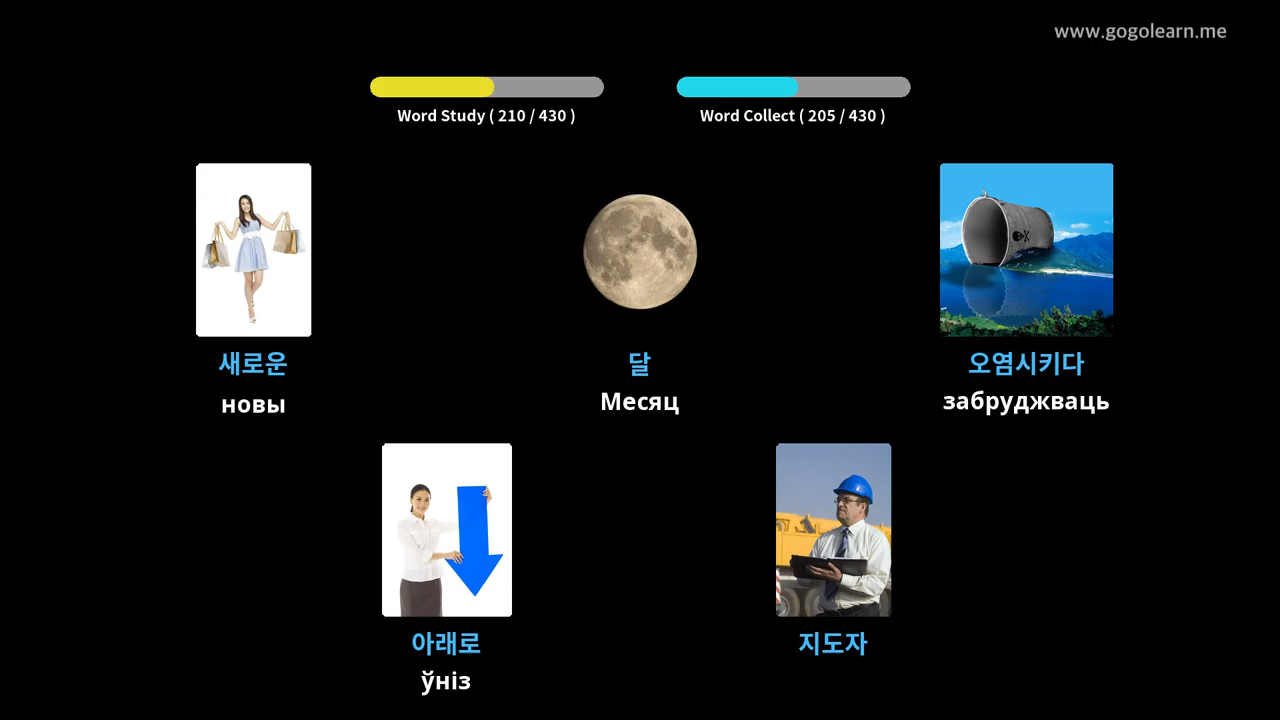 www.gogolearn.me
Word Study ( 210 / 430 )
Word Collect ( 205 / 430 )
새로운
новы
달
Месяц
오염시키다
забруджваць
아래로
ўніз
지도자